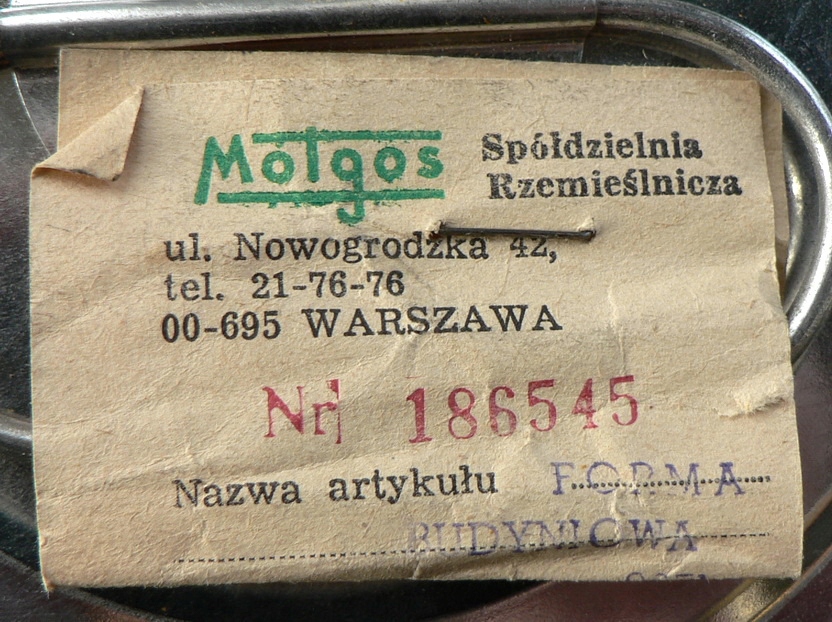 Motgos Spółdzielnia
Rzemieślnicza
ul. Nowogrodzka 42,
tel. 21-76-76
00-695 WARSZAWA
Nr 186545
Nazwa artykułu FORMA
BUDYNIOWA